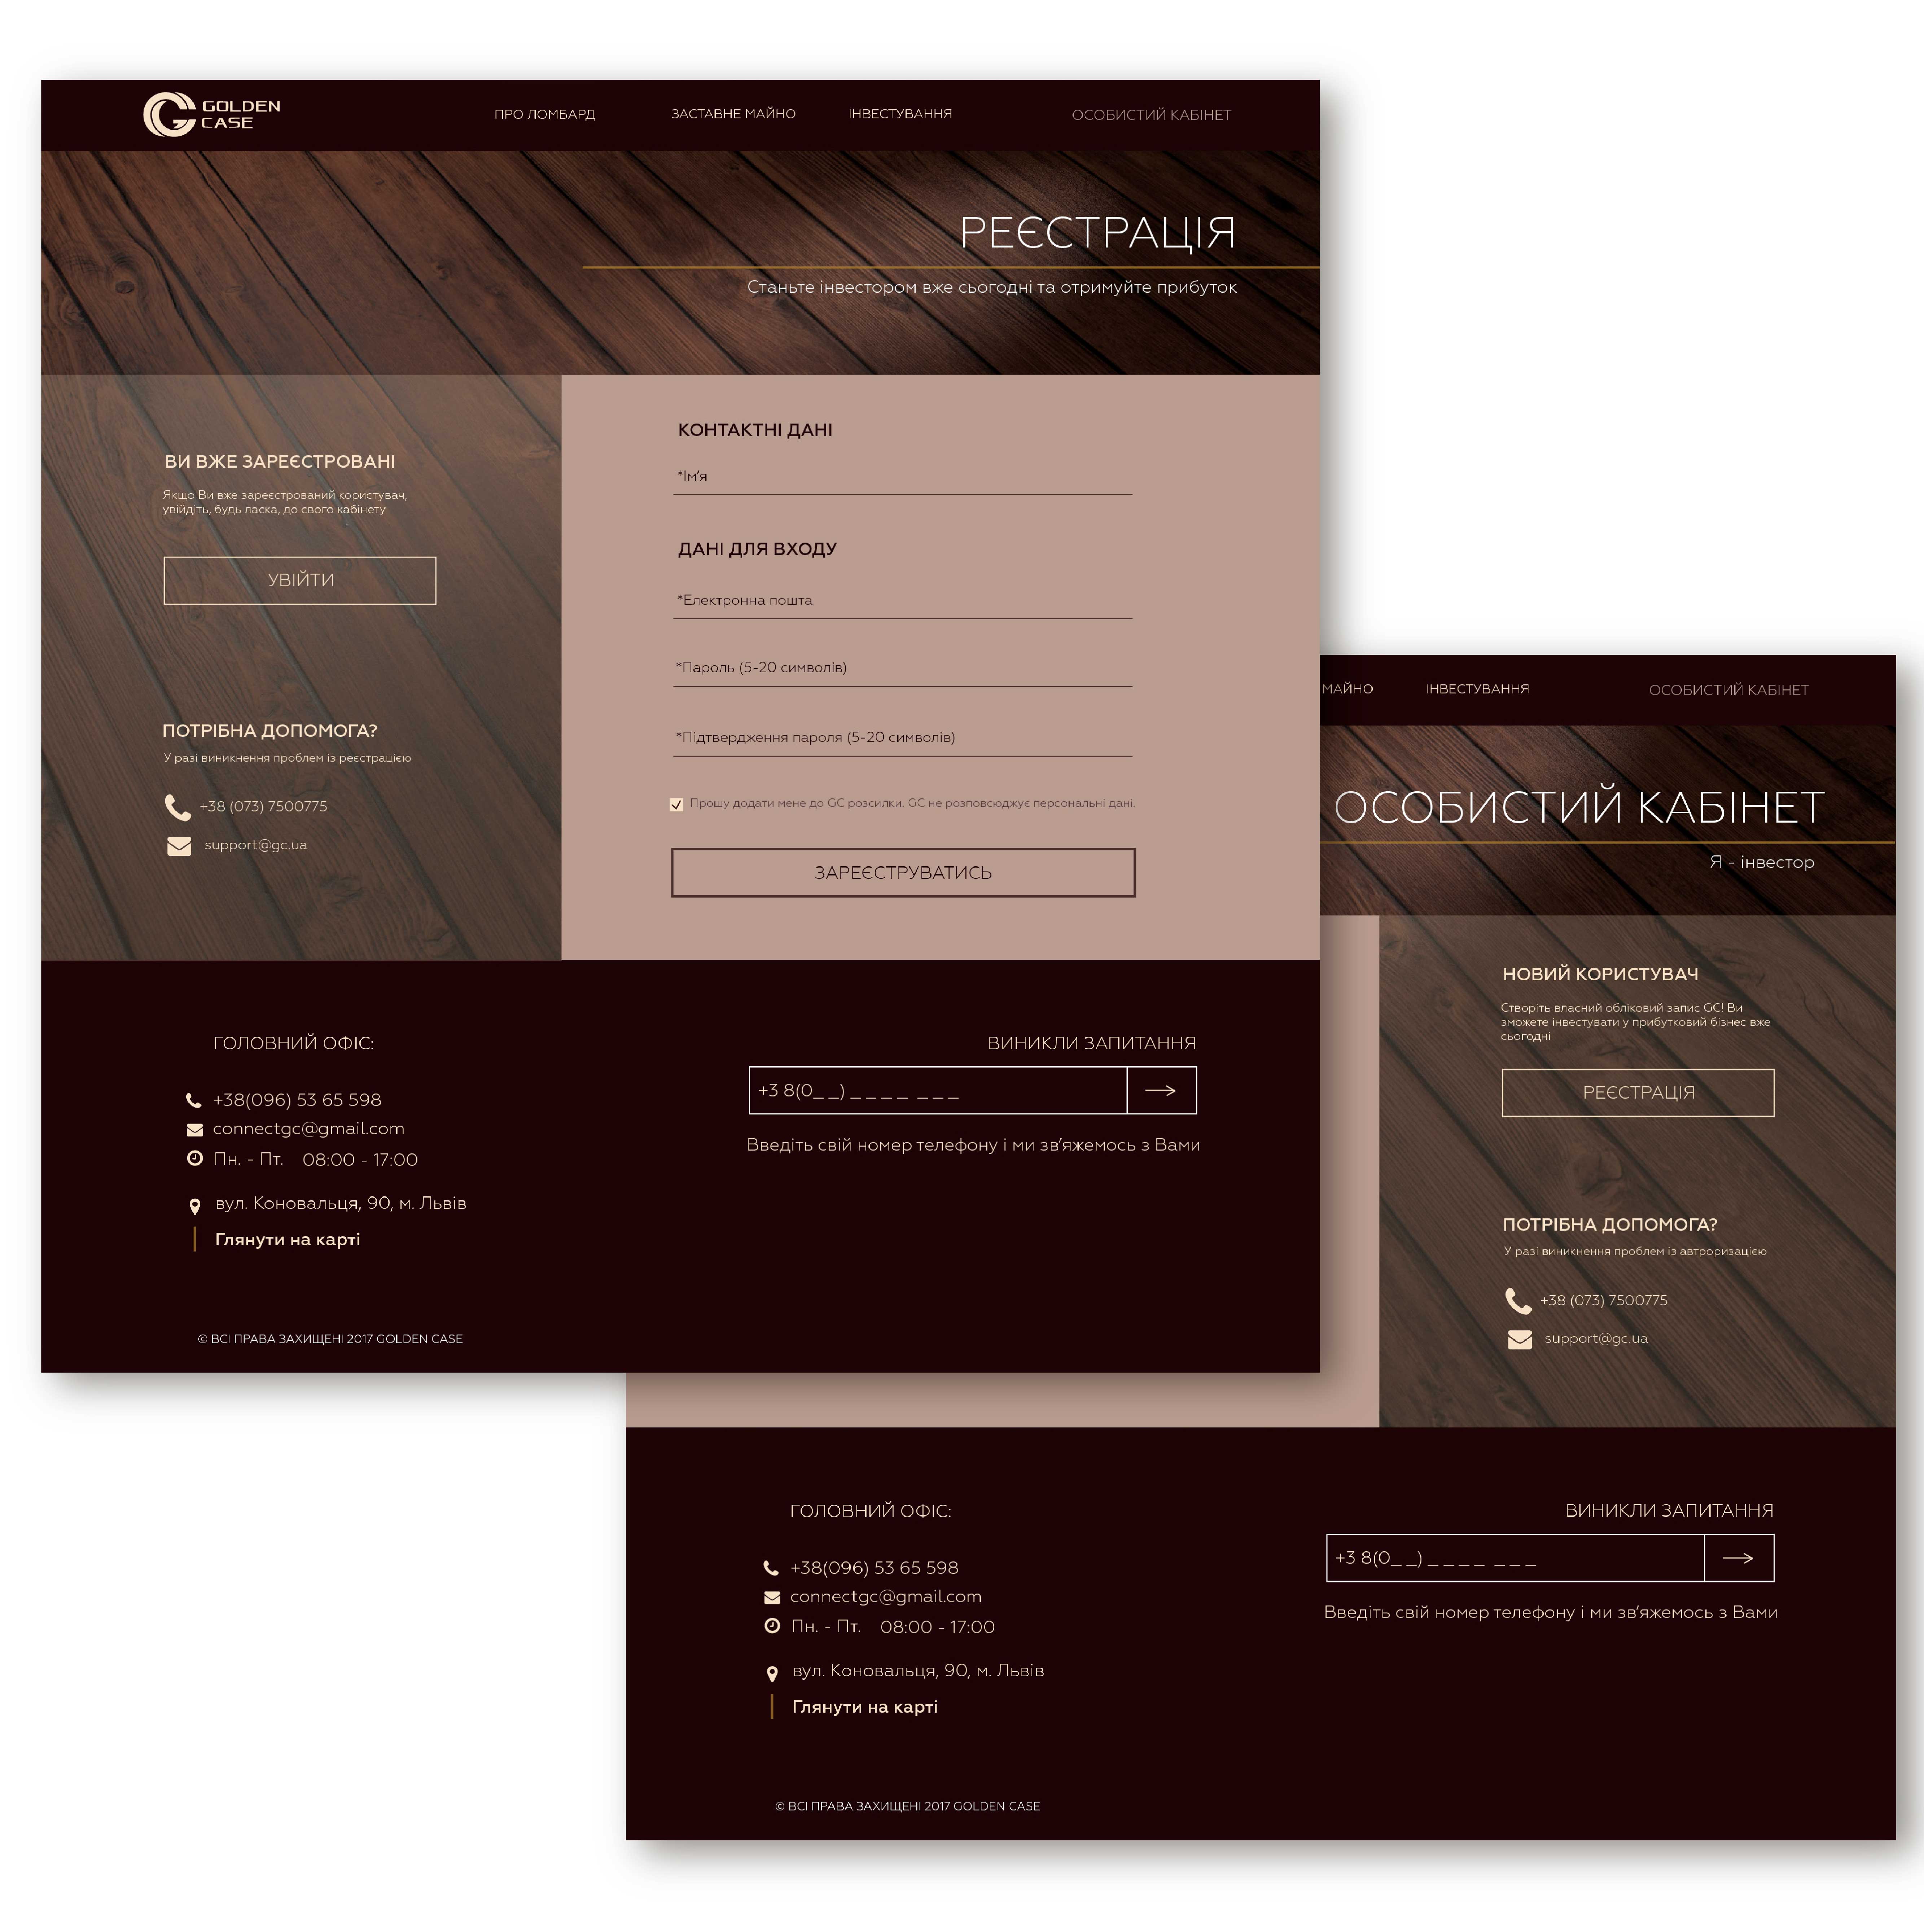 GOLDEN
CASE
ПРО ЛОМБАРД
ЗАСТАВНЕ МАЙНО
ІНВЕСТУВАННЯ
ОСОБИСТИЙ КАБІНЕТ
РЕЄСТРАЦІЯ
Станьте інвестором вже сьогодні та отримуйте прибуток
ВИ ВЖЕ ЗАРЕЄСТРОВАНІ
Якщо Ви вже зареєстрований користувач,
увійдіть, будь ласка, до свого кабінету
УВІЙТИ
ПОТРІБНА ДОПОМОГА?
У разі виникнення проблем із реєстрацією
+38 (073) 7500775
support@gc.ua
КОНТАКТНІ ДАНІ
*Ім’я
ДАНІ ДЛЯ ВХОДУ
*Електронна пошта
*Пароль (5-20 символів)
*Підтвердження пароля (5-20 символів)
Прошу додати мене до GC розсилки. GC не розповсюджує персональні дані.
ЗАРЕЄСТРУВАТИСЬ
ГОЛОВНИЙ ОФІС:
+38(096) 53 65 598
connectgc@gmail.com
Пн. - Пт. 08:00 - 17:00
вул. Коновальця, 90, м. Львів
Глянути на карті
ВИНИКЛИ ЗАПИТАННЯ
+3 8(0_ _) _ _ _ _ _ _ _
Введіть свій номер телефону і ми зв’яжемось з Вами
© ВСІ ПРАВА ЗАХИЩЕНІ 2017 GOLDEN CASE
МАЙНО
ІНВЕСТУВАННЯ
ОСОБИСТИЙ КАБІНЕТ
ОСОБИСТИЙ КАБІНЕТ
Я - інвестор
НОВИЙ КОРИСТУВАЧ
Створіть власний обліковий запис GC! Ви
зможете інвестувати у прибутковий бізнес вже
сьогодні
РЕЄСТРАЦІЯ
ПОТРІБНА ДОПОМОГА?
У разі виникнення проблем із автроризацією
+38 (073) 7500775
support@gc.ua
ГОЛОВНИЙ ОФІС:
+38(096) 53 65 598
connectgc@gmail.com
Пн. - Пт. 08:00 - 17:00
вул. Коновальця, 90, м. Львів
Глянути на карті
ВИНИКЛИ ЗАПИТАННЯ
+3 8(0_ _) _ _ _ _ _ _ _
Введіть свій номер телефону і ми зв’яжемось з Вами
© ВСІ ПРАВА ЗАХИЩЕНІ 2017 GOLDEN CASE